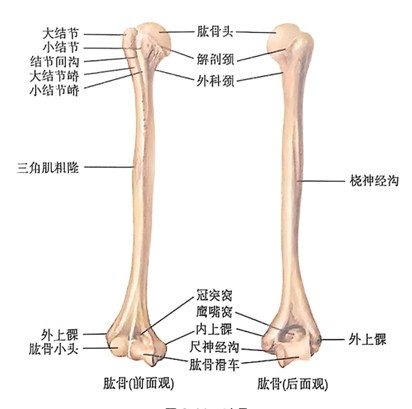 大结节
小结节
结节间沟
大结节嵴
小结节嵴
三角肌粗隆
外上髁
肱骨小头
肱骨头
解剖颈
外科颈
冠突窝
鹰嘴窝
内上髁
尺神经沟
肱骨滑车
桡神经沟
外上髁
肱骨(前面观)
肱骨(后面观)